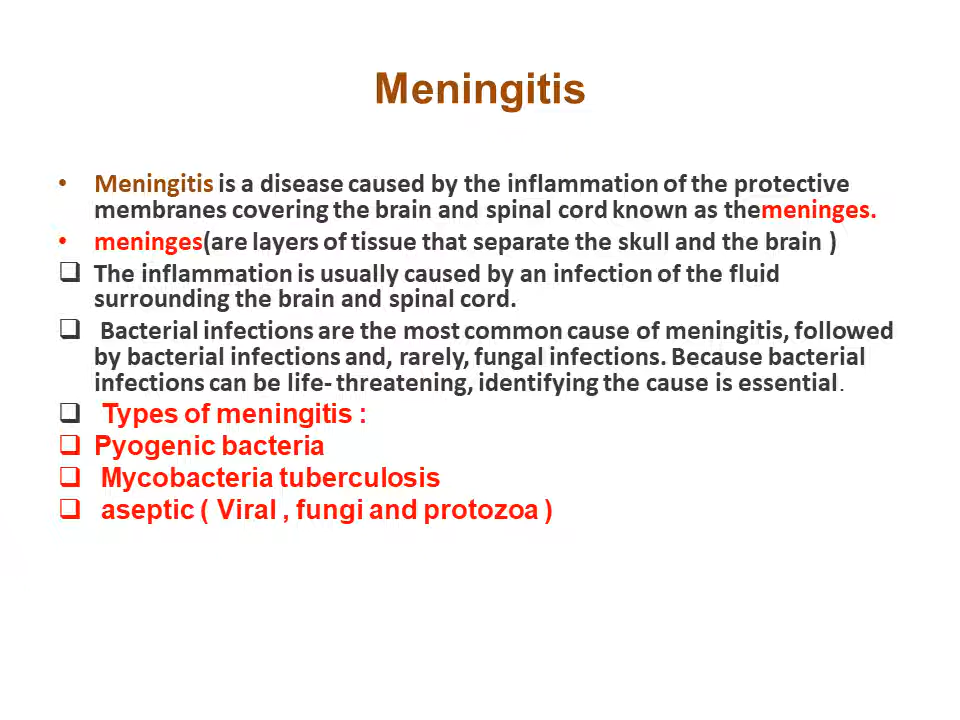 Meningitis
• Meningitis is a disease caused by the inflammation of the protective
membranes covering the brain and spinal cord known as themeninges.
• meninges(are layers of tissue that separate the skull and the brain )
❑ The inflammation is usually caused by an infection of the fluid
surrounding the brain and spinal cord.
❑ Bacterial infections are the most common cause of meningitis, followed
by bacterial infections and, rarely, fungal infections. Because bacterial
infections can be life- threatening, identifying the cause is essential.
❑ Types of meningitis :
❑ Pyogenic bacteria
❑ Mycobacteria tuberculosis
❑ aseptic ( Viral , fungi and protozoa )